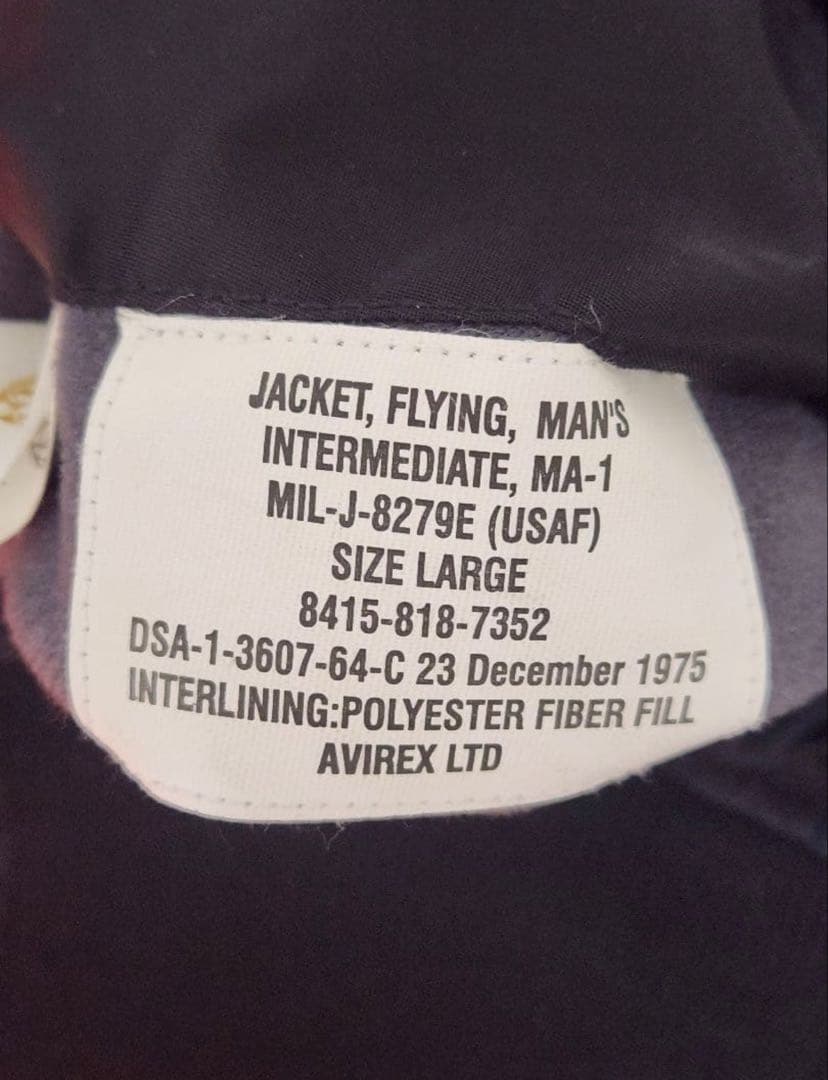 JACKET, FLYING, MAN'S
INTERMEDIATE, MA-1
MIL-J-8279E (USAF)
SIZE LARGE
8415-818-7352
DSA-1-3607-64-C 23 December 1975
INTERLINING:POLYESTER FIBER FILL
AVIREX LTD